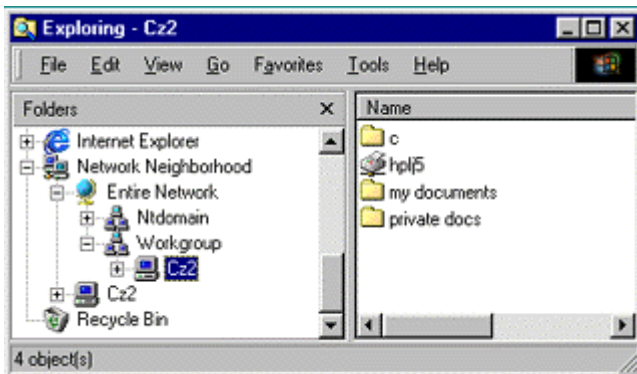 Exploring - Cz2
File Edit View Go Favorites Tools Help
Folders
Internet Explorer
Network Neighborhood
Entire Network
Ntdomain
Workgroup
Cz2
Cz2
Recycle Bin
Name
c
hplj5
my documents
private docs
4 object(s)